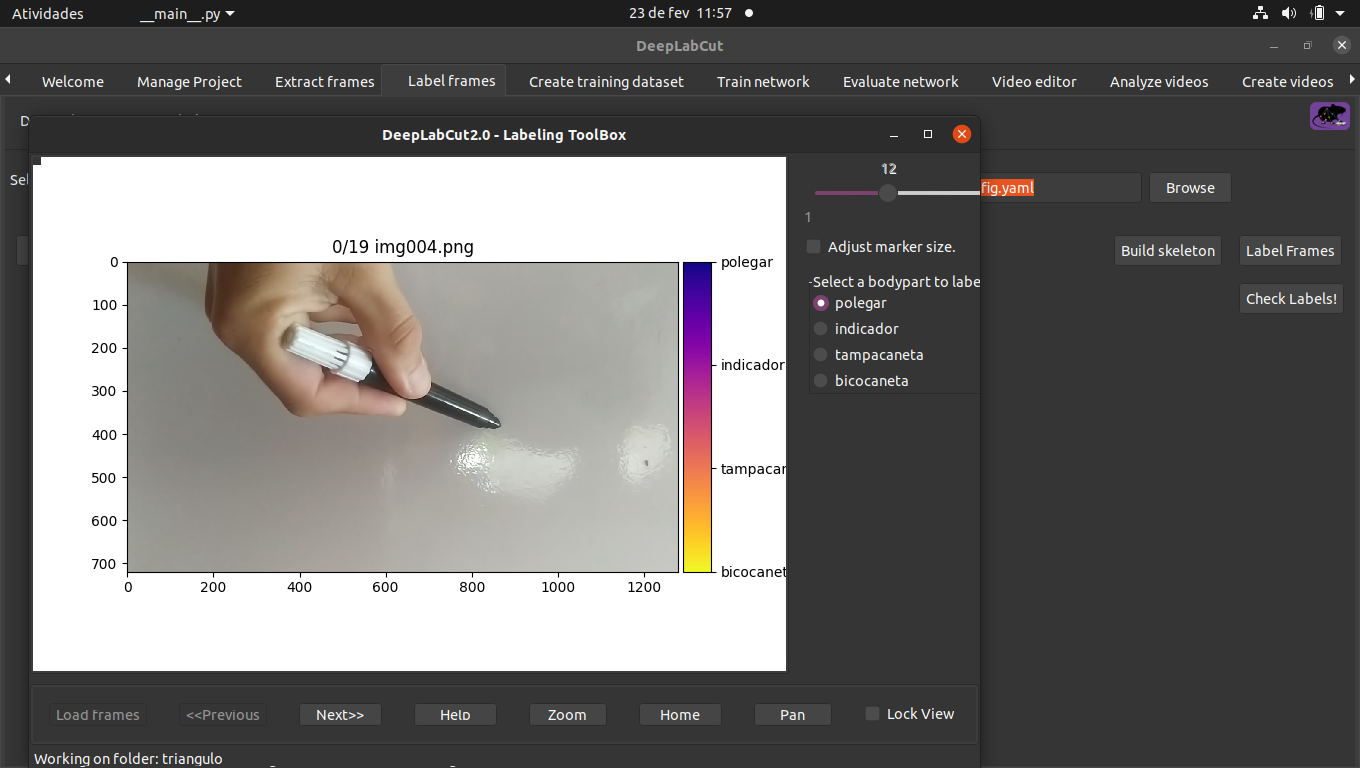 Atividades __main__.py 23 de fev 11:57
DeepLabCut
Welcome Manage Project Extract frames Label frames Create training dataset Train network Evaluate network Video editor Analyze videos Create videos
DeepLabCut2.0 - Labeling ToolBox
Sel
fig.yaml Browse
12
1
Adjust marker size.
Select a bodypart to labe
polegar
indicador
tampacaneta
bicocaneta
Build skeleton Label Frames
Check Labels!
0/19 img004.png
0
100
200
300
400
500
600
700
0 200 400 600 800 1000 1200
polegar
indicador
tampacar
bicocanet
Load frames <<Previous Next>> Help Zoom Home Pan Lock View
Working on folder: triangulo